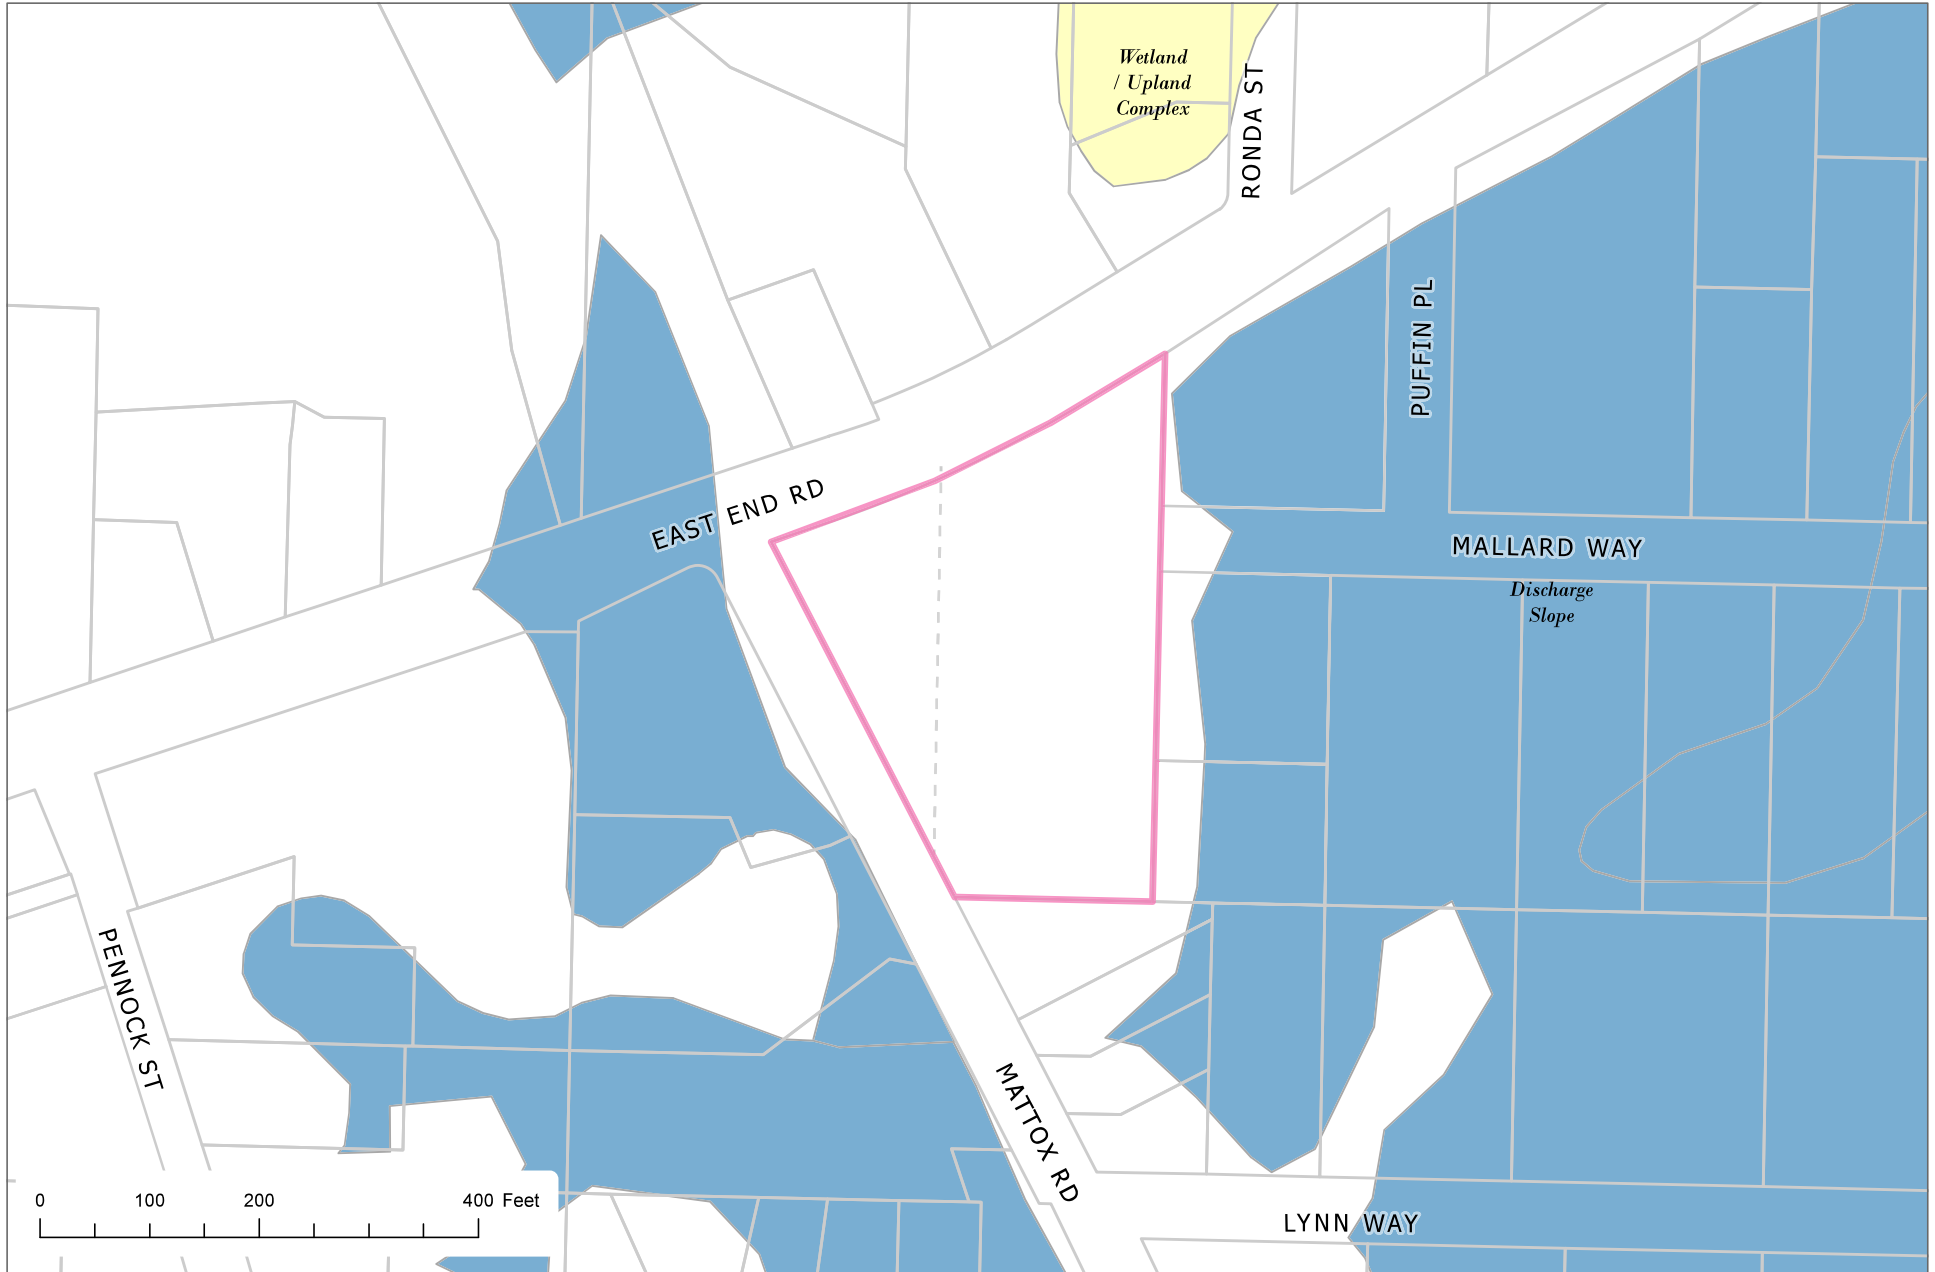 Wetland
/ Upland
Complex
RONDA ST
PUFFIN PL
EAST END RD
MALLARD WAY
Discharge
Slope
PENNOCK ST
MATTOX RD
LYNN WAY
0 100 200 400 Feet